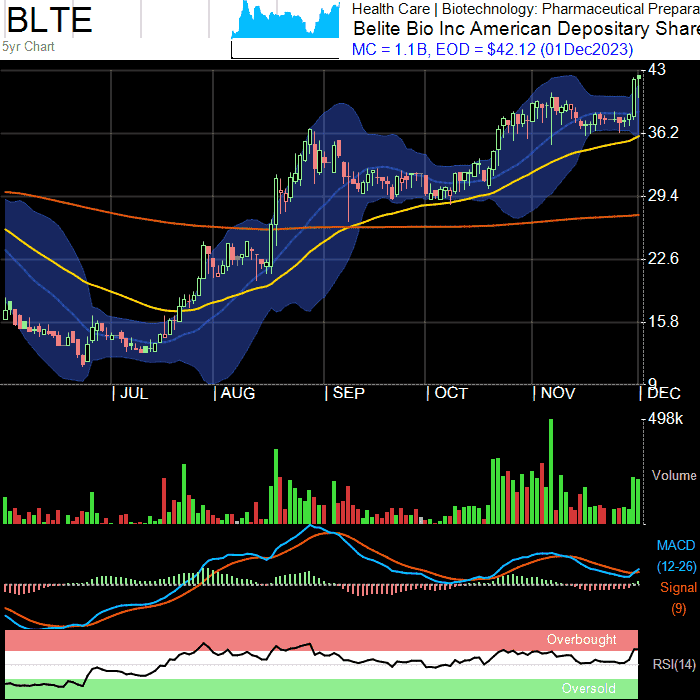 BLTE
5yr Chart
Health Care | Biotechnology: Pharmaceutical Prepara
Belite Bio Inc American Depositary Share
MC = 1.1B, EOD = $42.12 (01Dec2023)
43
36.2
29.4
22.6
15.8
9
JUL
AUG
SEP
OCT
NOV
DEC
498k
Volume
MACD
(12-26)
Signal
(9)
Overbought
RSI(14)
Oversold